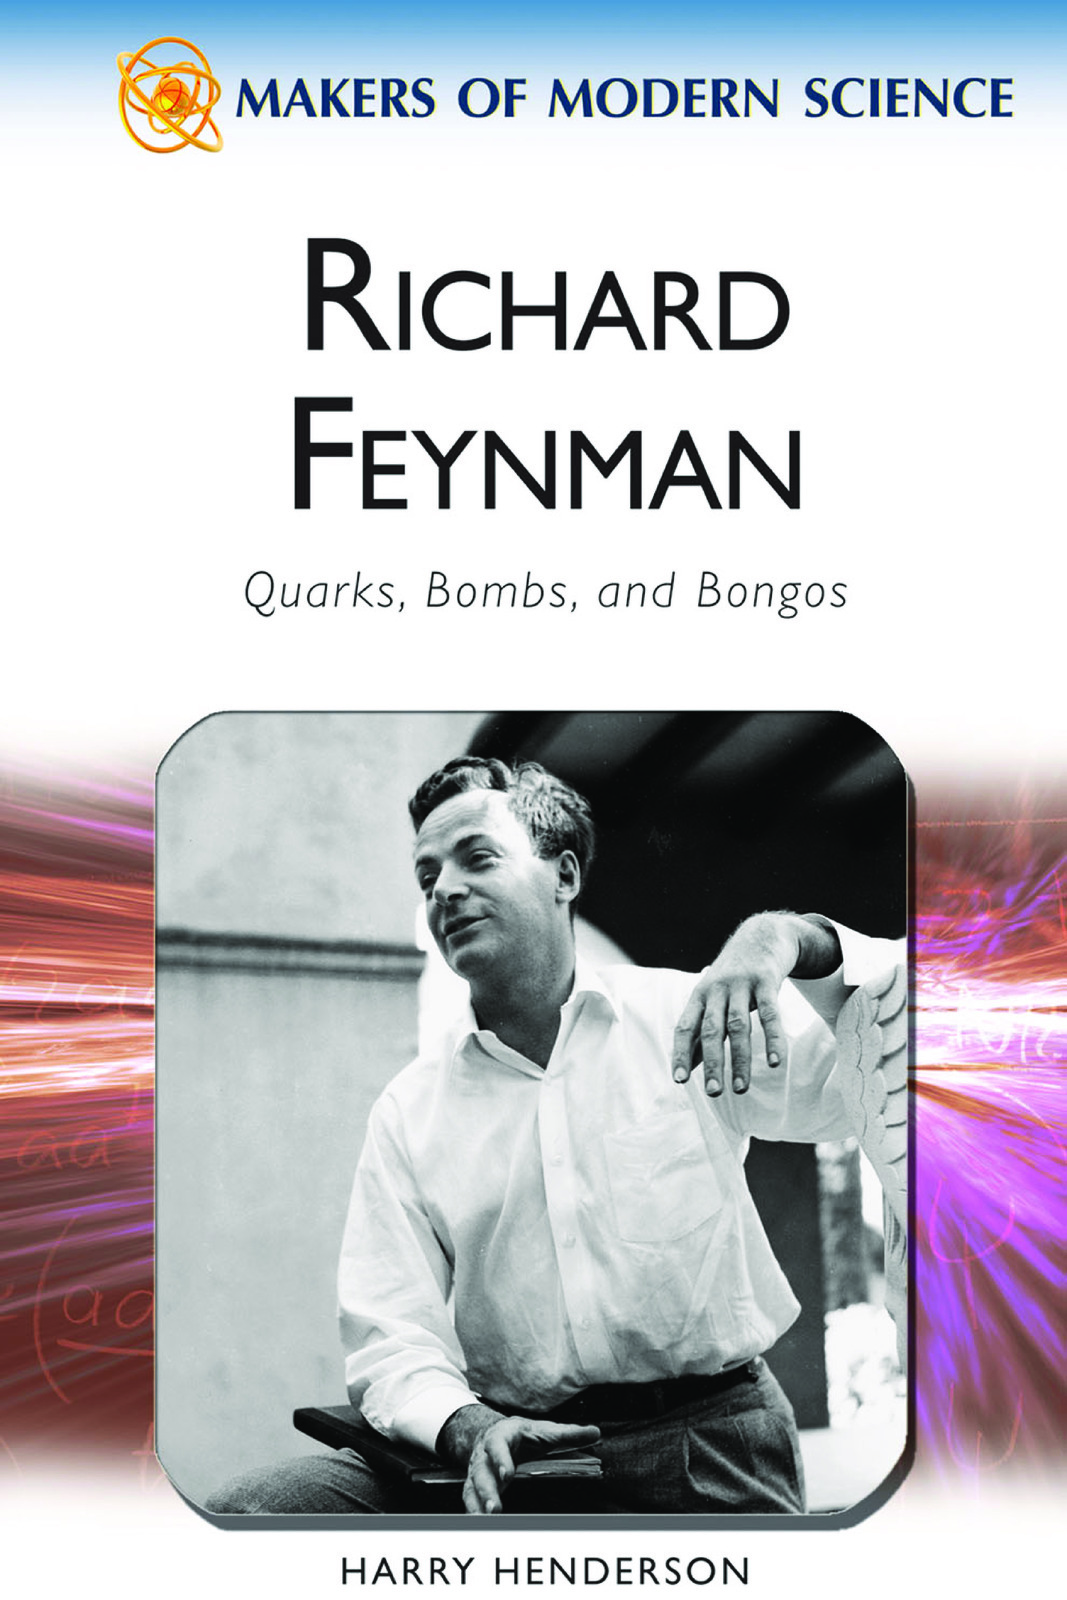 MAKERS OF MODERN SCIENCE
RICHARD
FEYNMAN
Quarks, Bombs, and Bongos
HARRY HENDERSON